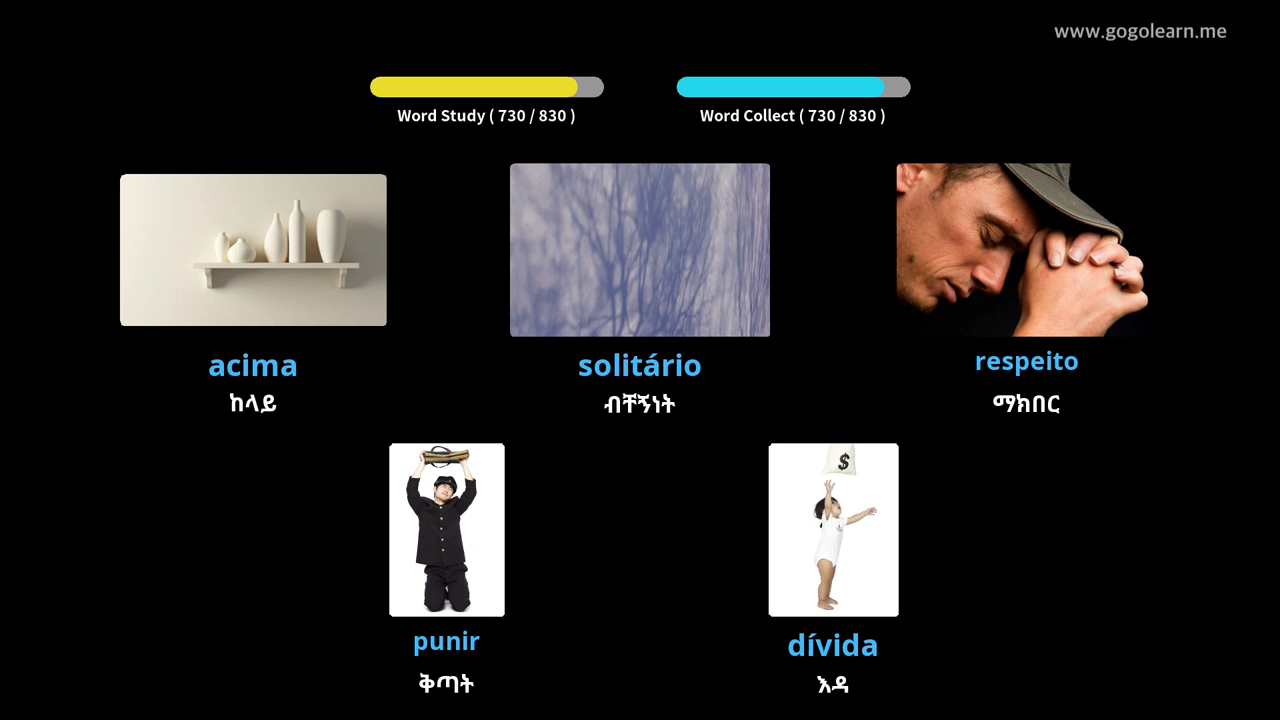 www.gogolearn.me
Word Study ( 730 / 830 )
Word Collect ( 730 / 830 )
acima
ከላይ
solitário
ብቸኝነት
respeito
ማክበር
$
punir
ቅጣት
dívida
እዳ